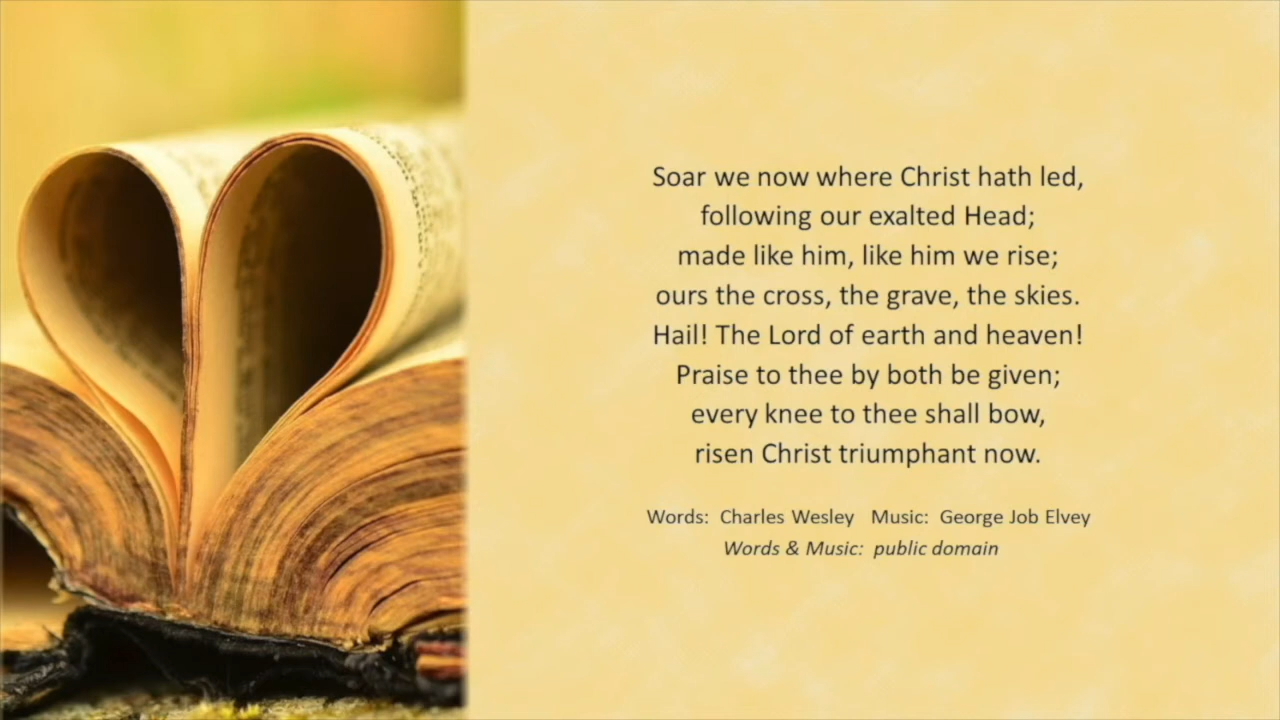 Soar we now where Christ hath led,
following our exalted Head;
made like him, like him we rise;
ours the cross, the grave, the skies.
Hail! The Lord of earth and heaven!
Praise to thee by both be given;
every knee to thee shall bow,
risen Christ triumphant now.
Words: Charles Wesley Music: George Job Elvey
Words & Music: public domain